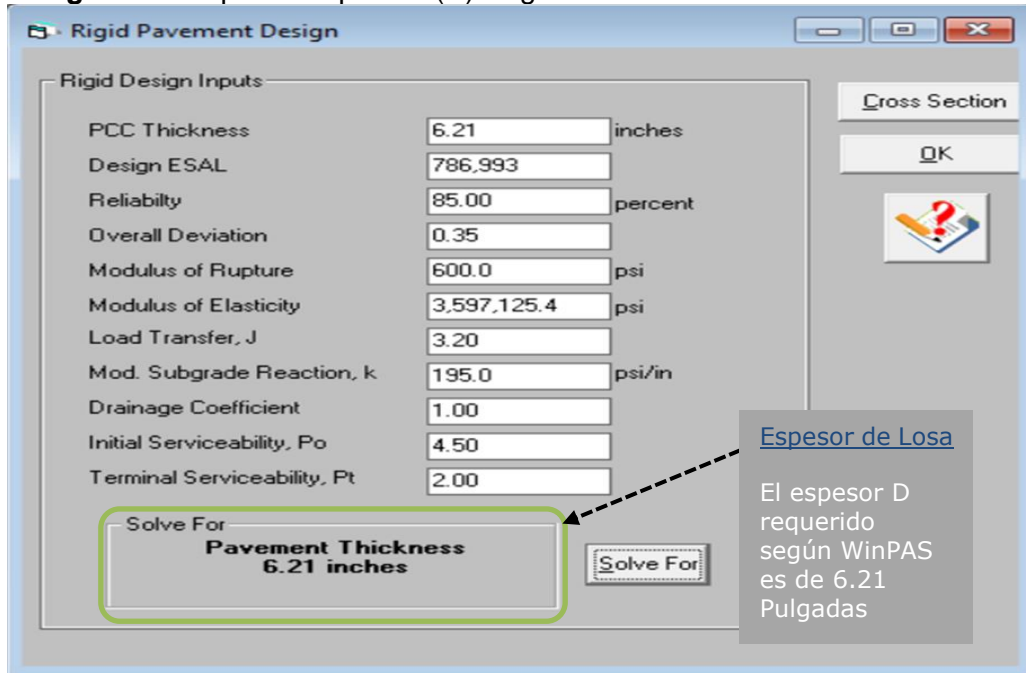 Rigid Pavement Design
Rigid Design Inputs
PCC Thickness 6.21 inches
Design ESAL 786,993
Reliabilty 85.00 percent
Overall Deviation 0.35
Modulus of Rupture 600.0 psi
Modulus of Elasticity 3,597,125.4 psi
Load Transfer, J 3.20
Mod. Subgrade Reaction, k 195.0 psi/in
Drainage Coefficient 1.00
Initial Serviceability, Po 4.50
Terminal Serviceability, Pt 2.00
Solve For
Pavement Thickness
6.21 inches
Solve For
Cross Section
OK
Espesor de Losa
El espesor D
requerido
según WinPAS
es de 6.21
Pulgadas